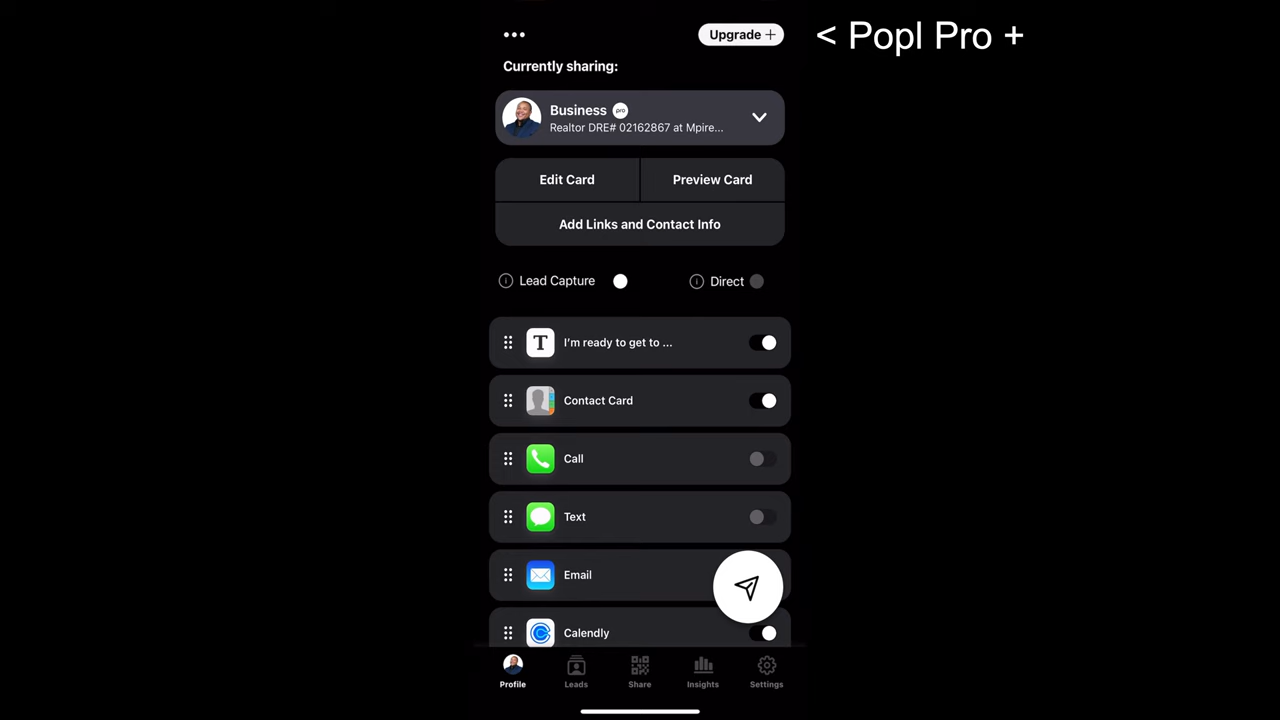 Upgrade +
< Popl Pro +
Currently sharing:
Business pro
Realtor DRE# 02162867 at Mpire...
Edit Card
Preview Card
Add Links and Contact Info
Lead Capture
Direct
T
I'm ready to get to ...
Contact Card
Call
Text
Email
Calendly
Profile
Leads
Share
Insights
Settings